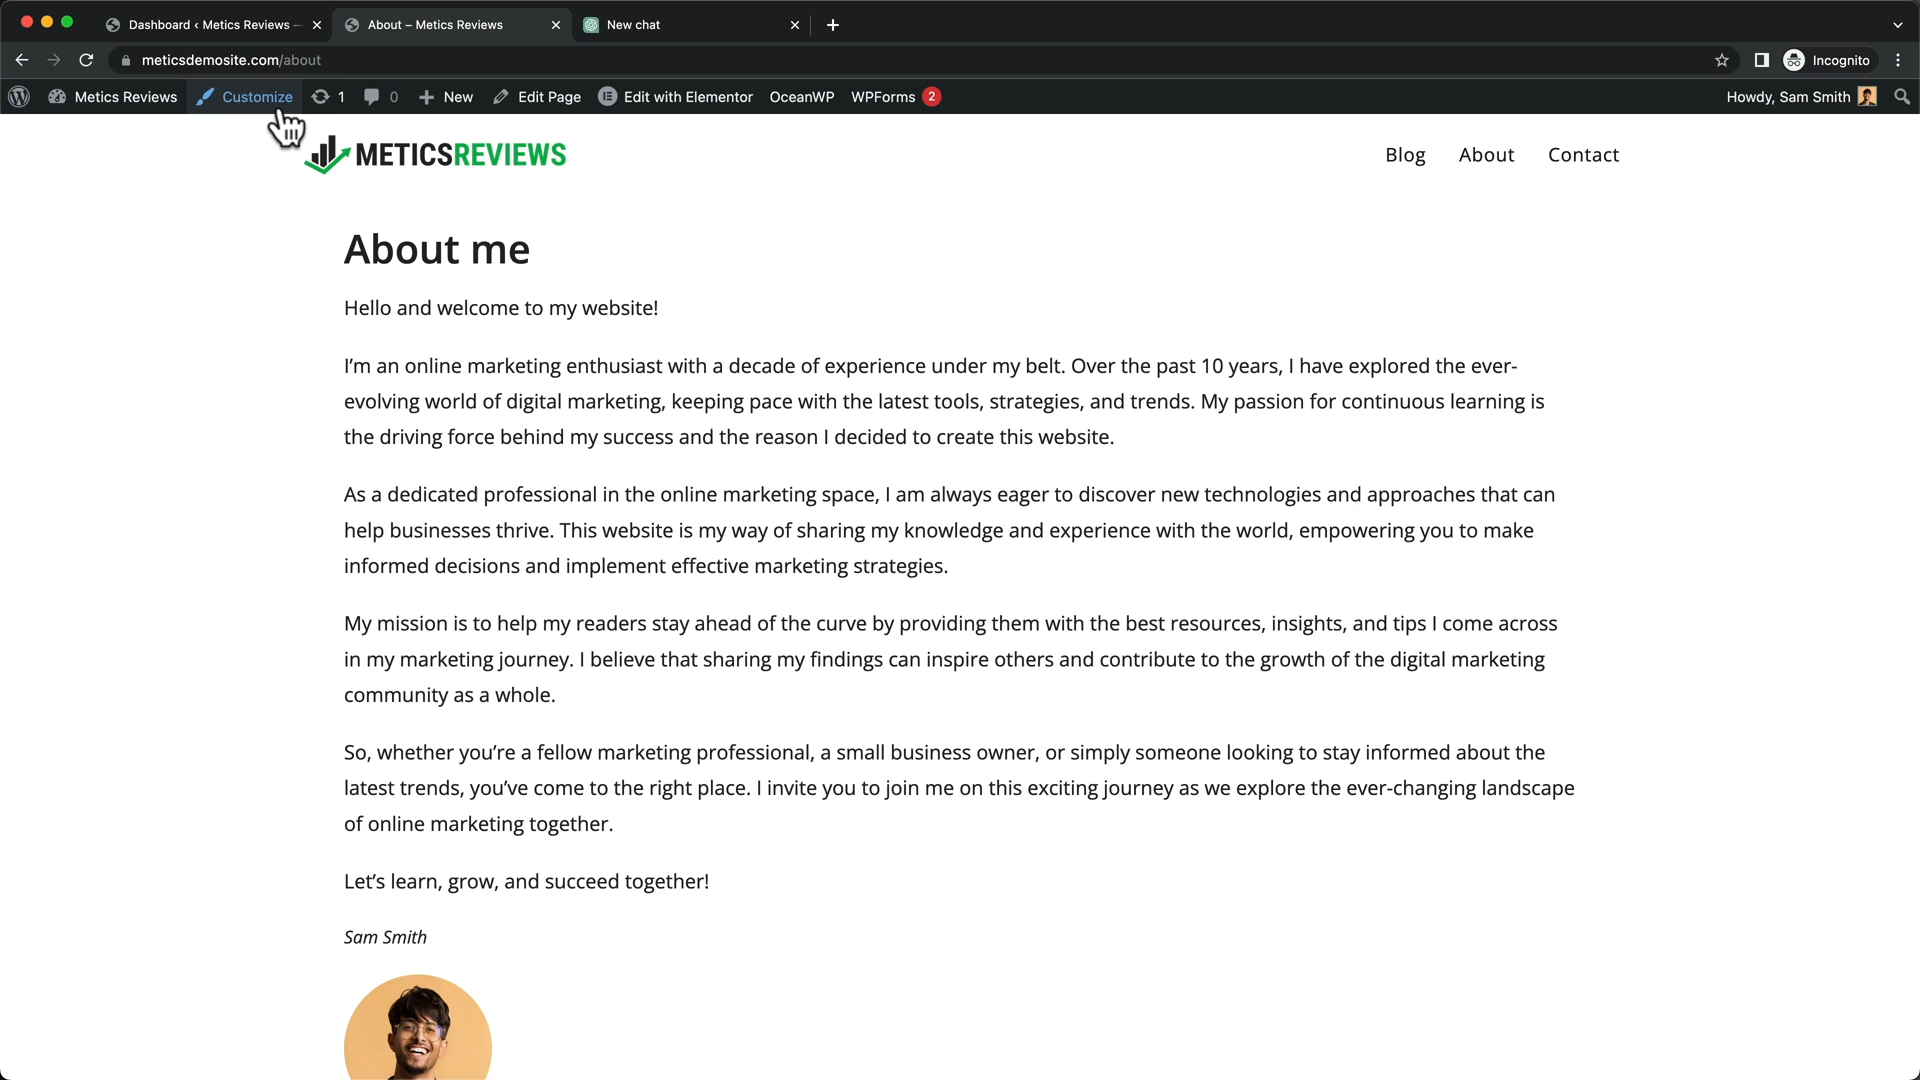 Dashboard ‹ Metics Reviews –
About – Metics Reviews
New chat
meticsdemosite.com/about
Incognito
Metics Reviews
Customize
1
0
New
Edit Page
Edit with Elementor
OceanWP
WPForms 2
Howdy, Sam Smith
METICSREVIEWS
Blog
About
Contact
About me
Hello and welcome to my website!
I'm an online marketing enthusiast with a decade of experience under my belt. Over the past 10 years, I have explored the ever-
evolving world of digital marketing, keeping pace with the latest tools, strategies, and trends. My passion for continuous learning is
the driving force behind my success and the reason I decided to create this website.
As a dedicated professional in the online marketing space, I am always eager to discover new technologies and approaches that can
help businesses thrive. This website is my way of sharing my knowledge and experience with the world, empowering you to make
informed decisions and implement effective marketing strategies.
My mission is to help my readers stay ahead of the curve by providing them with the best resources, insights, and tips I come across
in my marketing journey. I believe that sharing my findings can inspire others and contribute to the growth of the digital marketing
community as a whole.
So, whether you're a fellow marketing professional, a small business owner, or simply someone looking to stay informed about the
latest trends, you've come to the right place. I invite you to join me on this exciting journey as we explore the ever-changing landscape
of online marketing together.
Let's learn, grow, and succeed together!
Sam Smith